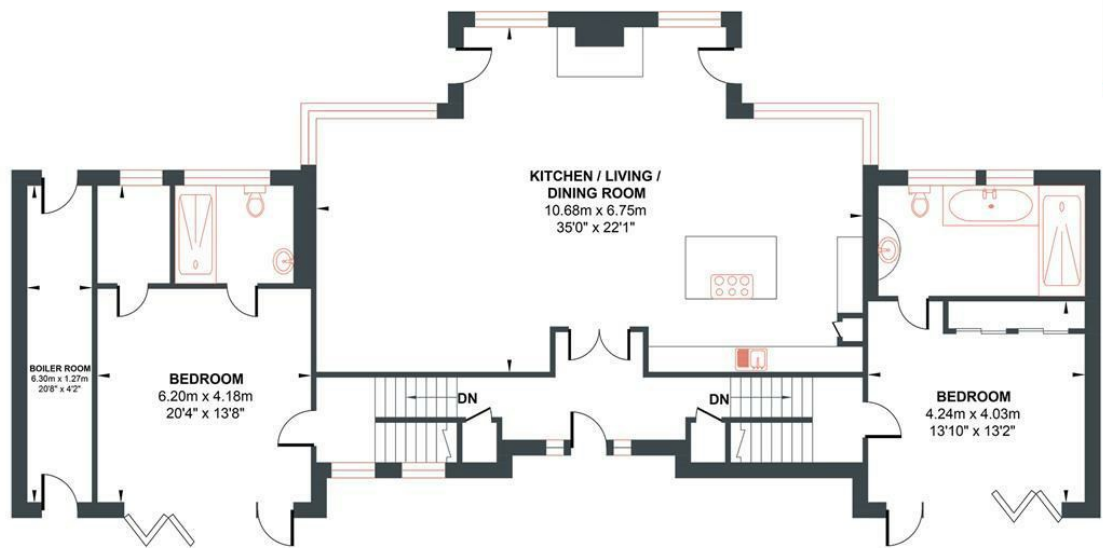 KITCHEN / LIVING /
DINING ROOM
10.68m x 6.75m
35'0" x 22'1"
BOILER ROOM
6.30m x 1.27m
20'8" x 4'2"
BEDROOM
6.20m x 4.18m
20'4" x 13'8"
DN
DN
BEDROOM
4.24m x 4.03m
13'10" x 13'2"